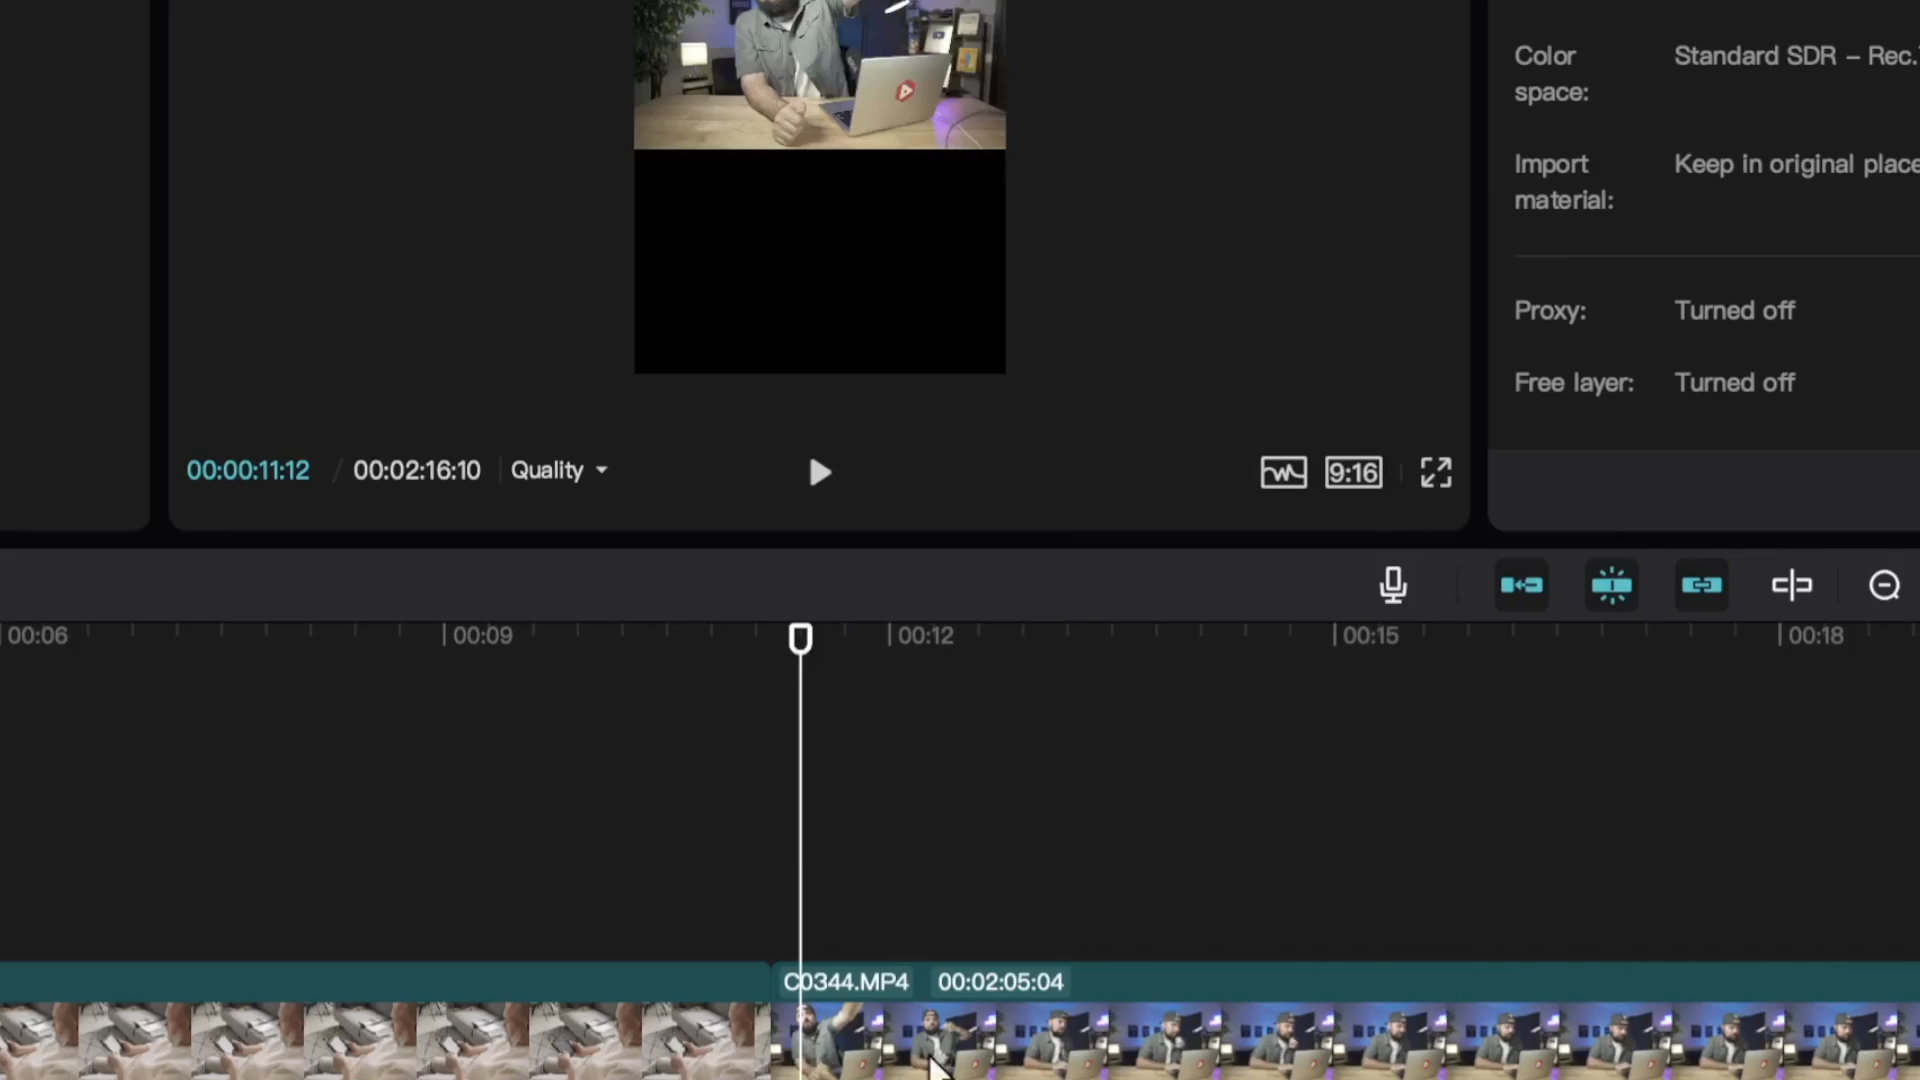 Color space:
Standard SDR – Rec.
Import material:
Keep in original place
Proxy:
Turned off
Free layer:
Turned off
00:00:11:12 / 00:02:16:10 Quality
9:16
00:06 00:09 00:12 00:15 00:18
C0344.MP4 00:02:05:04